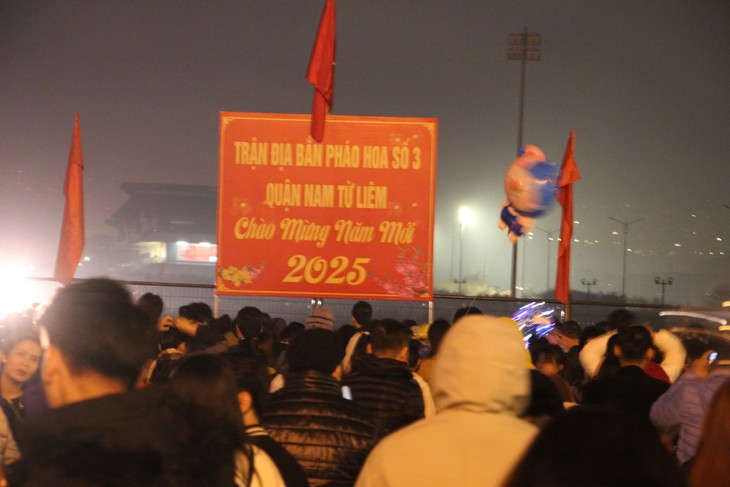 TRẬN ĐỊA BẮN PHÁO HOA SỐ 3
QUẬN NAM TỪ LIÊM
Chào Mừng Năm Mới
2025